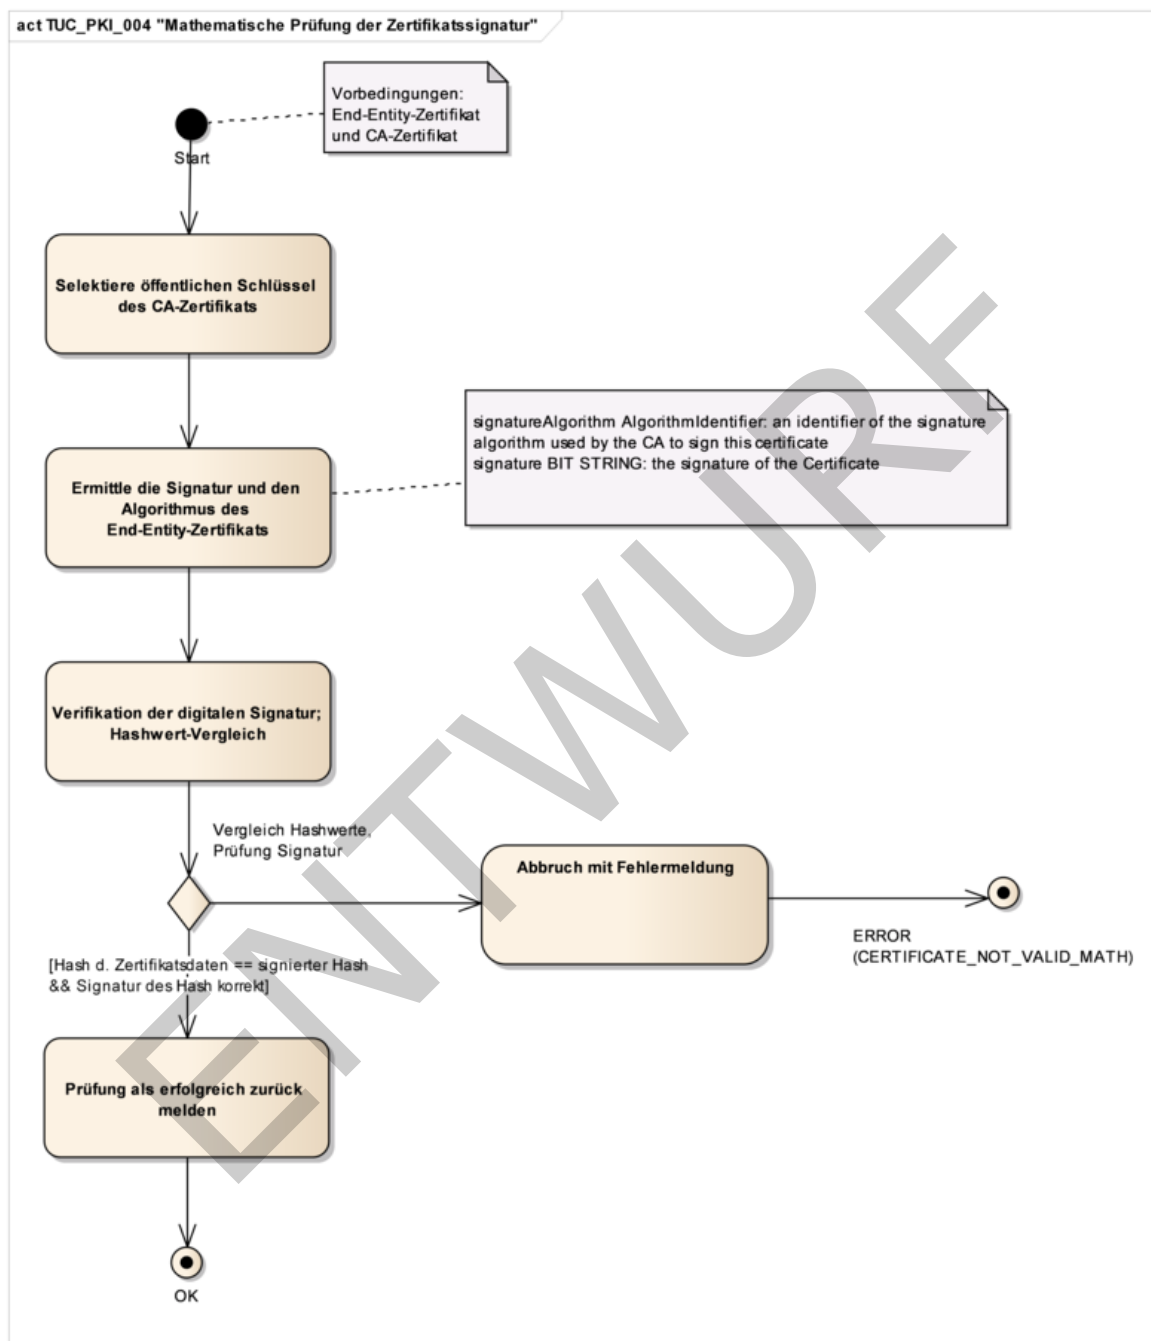 act TUC_PKI_004 "Mathematische Prüfung der Zertifikatssignatur"
Vorbedingungen:
End-Entity-Zertifikat
und CA-Zertifikat
Start
Selektiere öffentlichen Schlüssel
des CA-Zertifikats
signatureAlgorithm AlgorithmIdentifier: an identifier of the signature
algorithm used by the CA to sign this certificate
signature BIT STRING: the signature of the Certificate
Ermittle die Signatur und den
Algorithmus des
End-Entity-Zertifikats
Verifikation der digitalen Signatur;
Hashwert-Vergleich
Vergleich Hashwerte,
Prüfung Signatur
Abbruch mit Fehlermeldung
ERROR
(CERTIFICATE_NOT_VALID_MATH)
[Hash d. Zertifikatsdaten == signierter Hash
&& Signatur des Hash korrekt]
Prüfung als erfolgreich zurück
melden
OK
ENTWURF